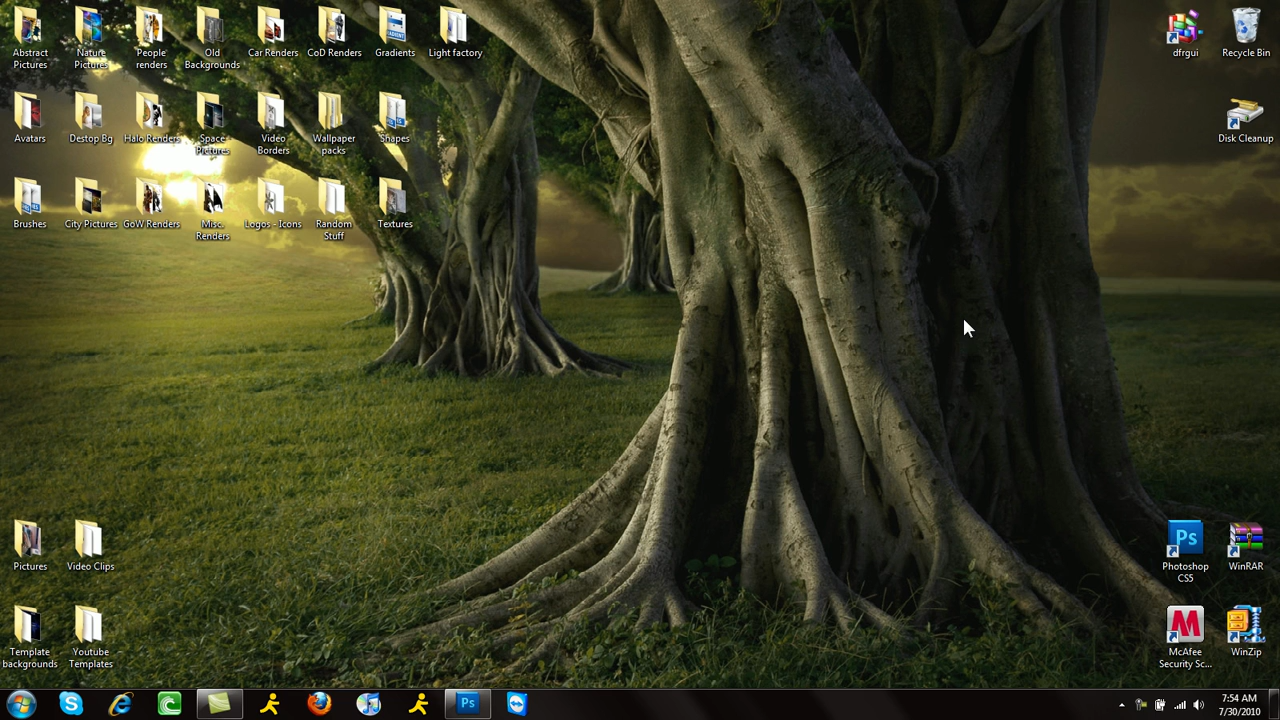 Abstract
Pictures
Nature
Pictures
People
renders
Old
Backgrounds
Car Renders
CoD Renders
GRADIENT
Gradients
Light factory
dfrgui
Recycle Bin
Avatars
Destop Bg
Halo Renders
Space
Pictures
Video
Borders
Wallpaper
packs
Shapes
Disk Cleanup
Brushes
City Pictures
GoW Renders
Misc.
Renders
Logos - Icons
Random
Stuff
Textures
Pictures
Video Clips
Ps
Photoshop
CS5
WinRAR
Template
backgrounds
Youtube
Templates
McAfee
Security Sc...
WinZip
Ps
7:54 AM
7/30/2010